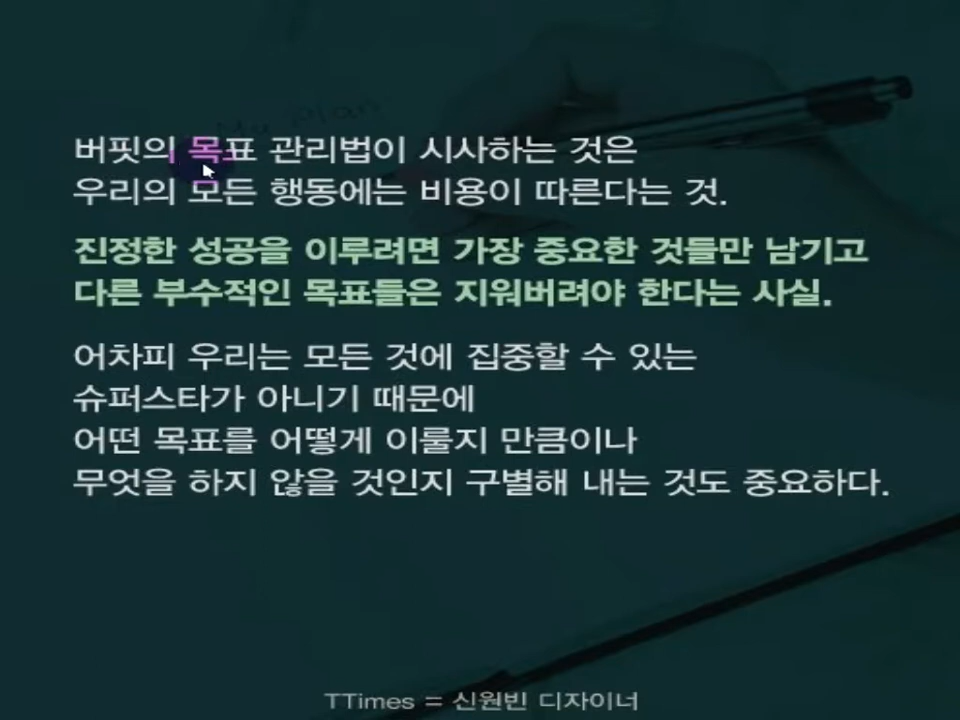 버핏의 목표 관리법이 시사하는 것은
우리의 모든 행동에는 비용이 따른다는 것.
진정한 성공을 이루려면 가장 중요한 것들만 남기고
다른 부수적인 목표들은 지워버려야 한다는 사실.
어차피 우리는 모든 것에 집중할 수 있는
슈퍼스타가 아니기 때문에
어떤 목표를 어떻게 이룰지 만큼이나
무엇을 하지 않을 것인지 구별해 내는 것도 중요하다.
TTimes = 신원빈 디자이너